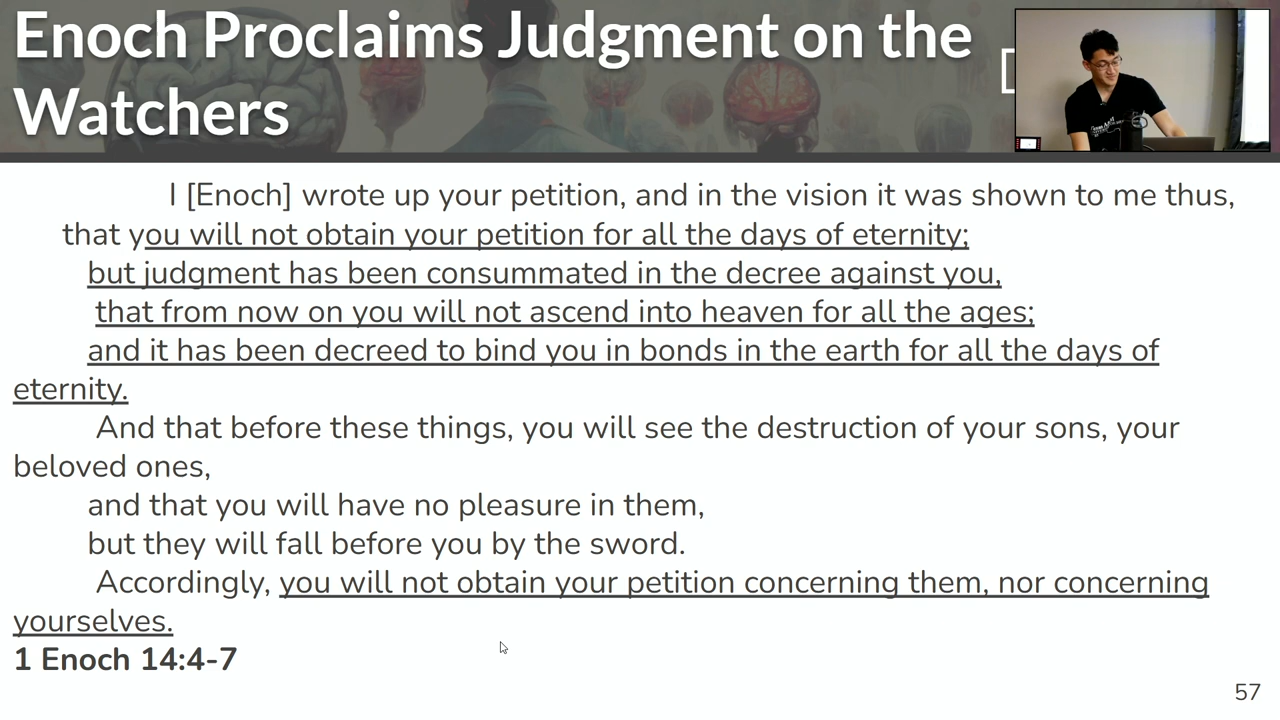 Enoch Proclaims Judgment on the
Watchers
I [Enoch] wrote up your petition, and in the vision it was shown to me thus,
that you will not obtain your petition for all the days of eternity;
but judgment has been consummated in the decree against you,
that from now on you will not ascend into heaven for all the ages;
and it has been decreed to bind you in bonds in the earth for all the days of
eternity.
And that before these things, you will see the destruction of your sons, your
beloved ones,
and that you will have no pleasure in them,
but they will fall before you by the sword.
Accordingly, you will not obtain your petition concerning them, nor concerning
yourselves.
1 Enoch 14:4-7
57